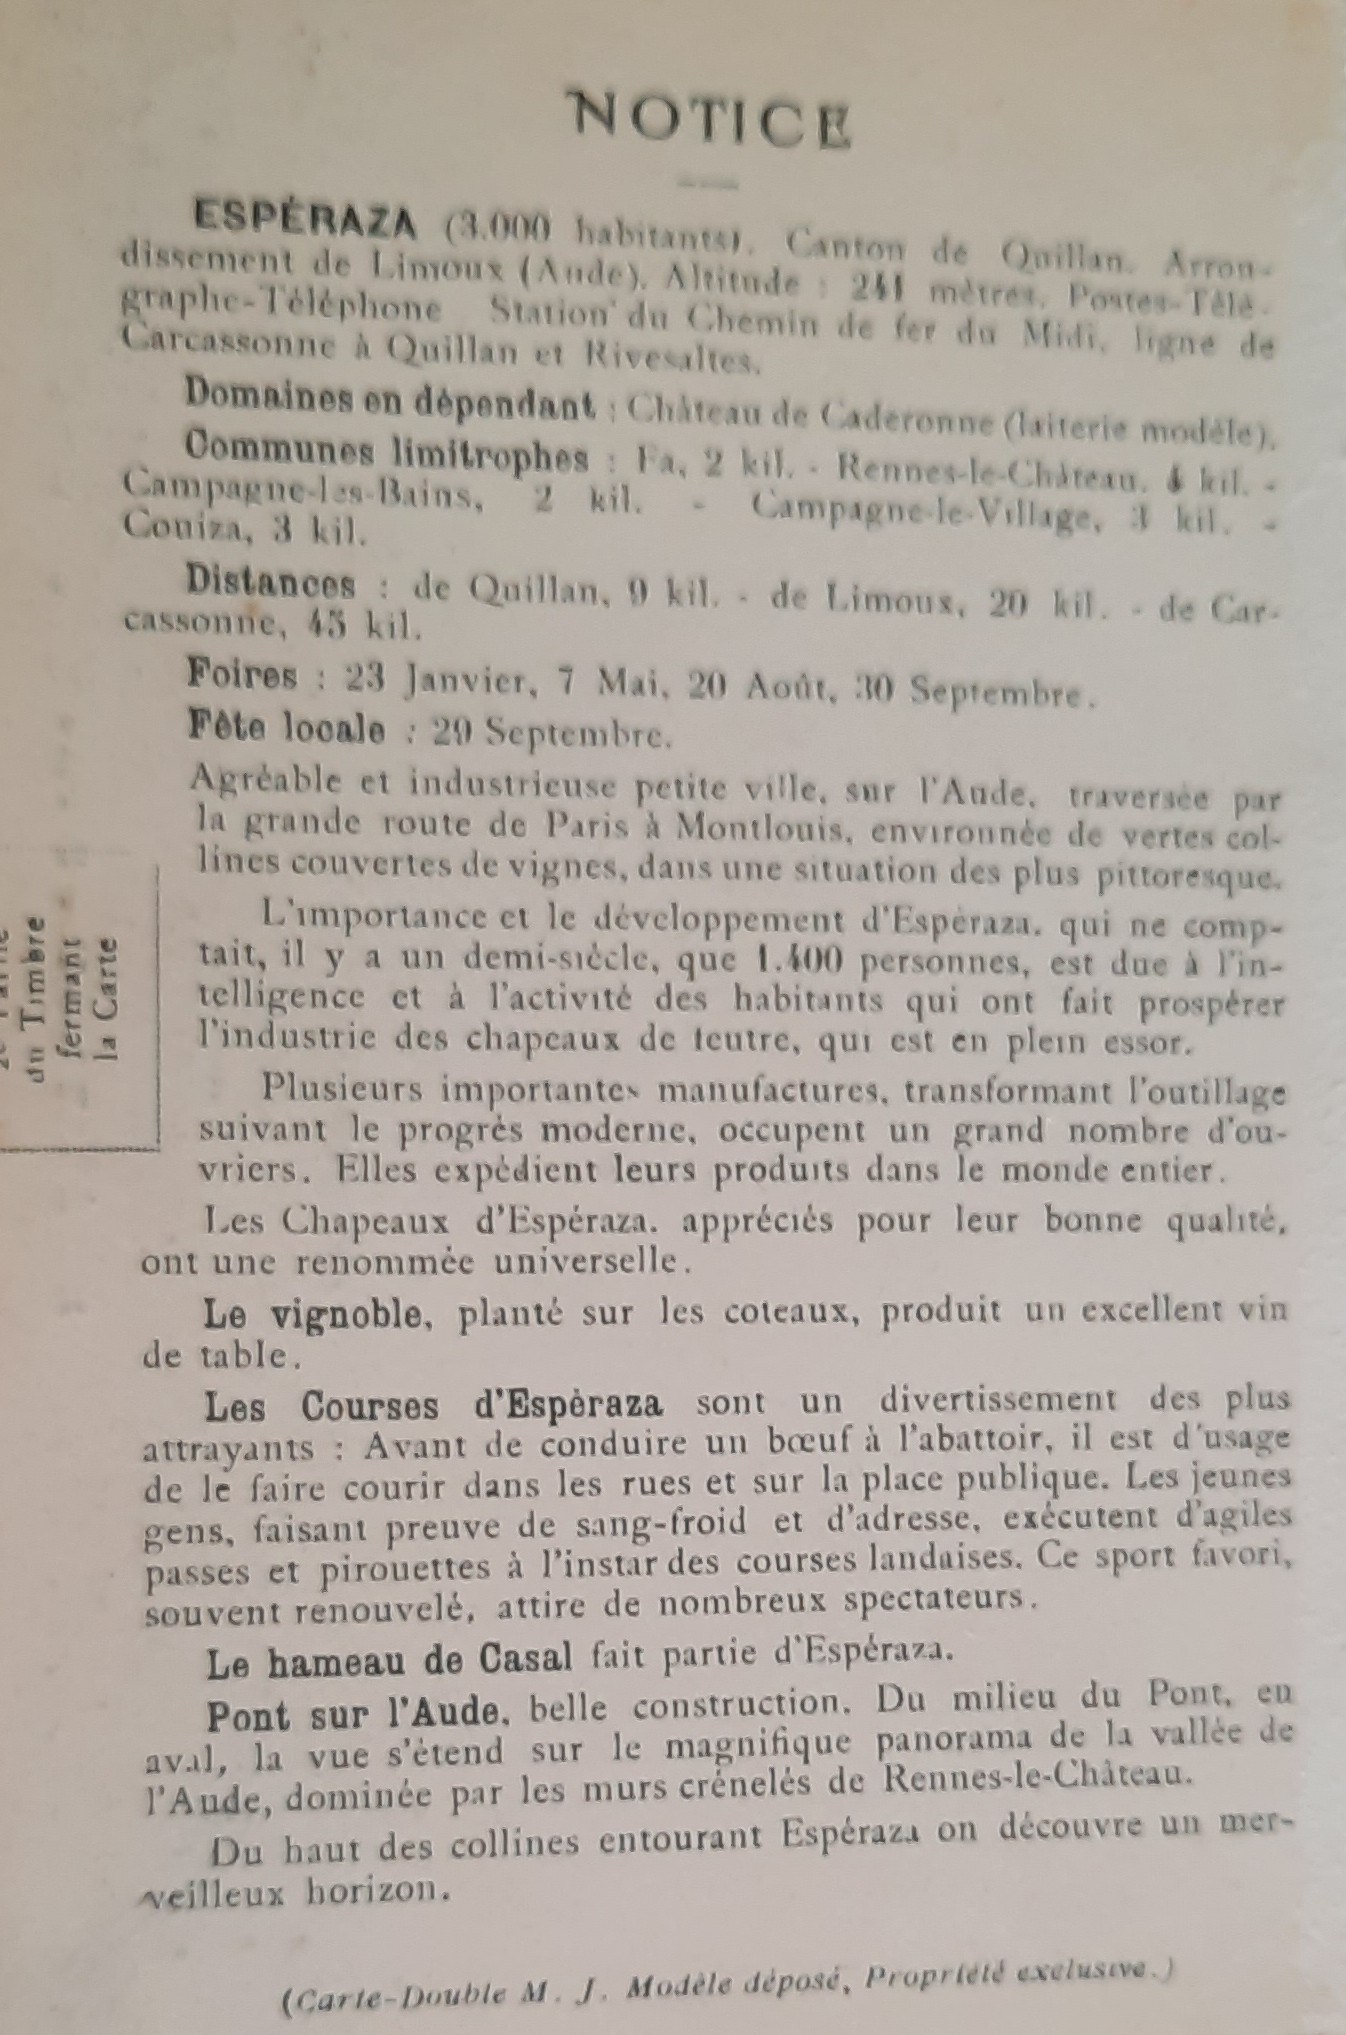 NOTICE
ESPÉRAZA (3.000 habitants). Canton de Quillan. Arron-
dissement de Limoux (Aude). Altitude : 241 mètres. Postes-Télé-
graphe-Téléphone Station du Chemin de fer du Midi, ligne de
Carcassonne à Quillan et Rivesaltes.
Domaines en dépendant : Château de Caderonne (laiterie modèle).
Communes limitrophes : Fa, 2 kil. - Rennes-le-Château, 4 kil. -
Campagne-les-Bains, 2 kil. - Campagne-le-Village, 3 kil. -
Couiza, 3 kil.
Distances : de Quillan, 9 kil. - de Limoux, 20 kil. - de Car-
cassonne, 45 kil.
Foires : 23 Janvier, 7 Mai, 20 Août, 30 Septembre.
Fête locale : 29 Septembre.
Agréable et industrieuse petite ville, sur l'Aude, traversée par
la grande route de Paris à Montlouis, environnée de vertes col-
lines couvertes de vignes, dans une situation des plus pittoresque.
L'importance et le développement d'Espéraza, qui ne comp-
tait, il y a un demi-siècle, que 1.400 personnes, est due à l'in-
telligence et à l'activité des habitants qui ont fait prospérer
l'industrie des chapeaux de feutre, qui est en plein essor.
Plusieurs importantes manufactures, transformant l'outillage
suivant le progrès moderne, occupent un grand nombre d'ou-
vriers. Elles expédient leurs produits dans le monde entier.
Les Chapeaux d'Espéraza, appréciés pour leur bonne qualité,
ont une renommée universelle.
Le vignoble, planté sur les coteaux, produit un excellent vin
de table.
Les Courses d'Espéraza sont un divertissement des plus
attrayants : Avant de conduire un bœuf à l'abattoir, il est d'usage
de le faire courir dans les rues et sur la place publique. Les jeunes
gens, faisant preuve de sang-froid et d'adresse, exécutent d'agiles
passes et pirouettes à l'instar des courses landaises. Ce sport favori,
souvent renouvelé, attire de nombreux spectateurs.
Le hameau de Casal fait partie d'Espéraza.
Pont sur l'Aude, belle construction. Du milieu du Pont, en
aval, la vue s'étend sur le magnifique panorama de la vallée de
l'Aude, dominée par les murs crénelés de Rennes-le-Château.
Du haut des collines entourant Espéraza on découvre un mer-
veilleux horizon.
(Carte-Double M. J. Modèle déposé, Propriété exclusive.)
du Timbre
fermant
la Carte